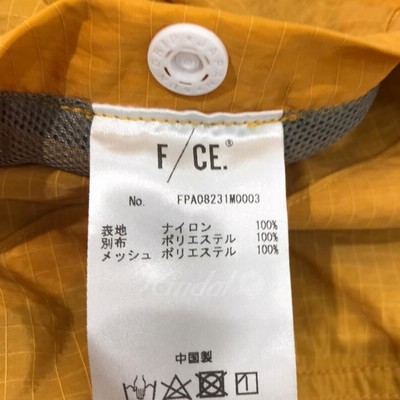 F/CE.®
No. FPA08231M0003
表地 ナイロン 100%
別布 ポリエステル 100%
メッシュ ポリエステル 100%
中国製